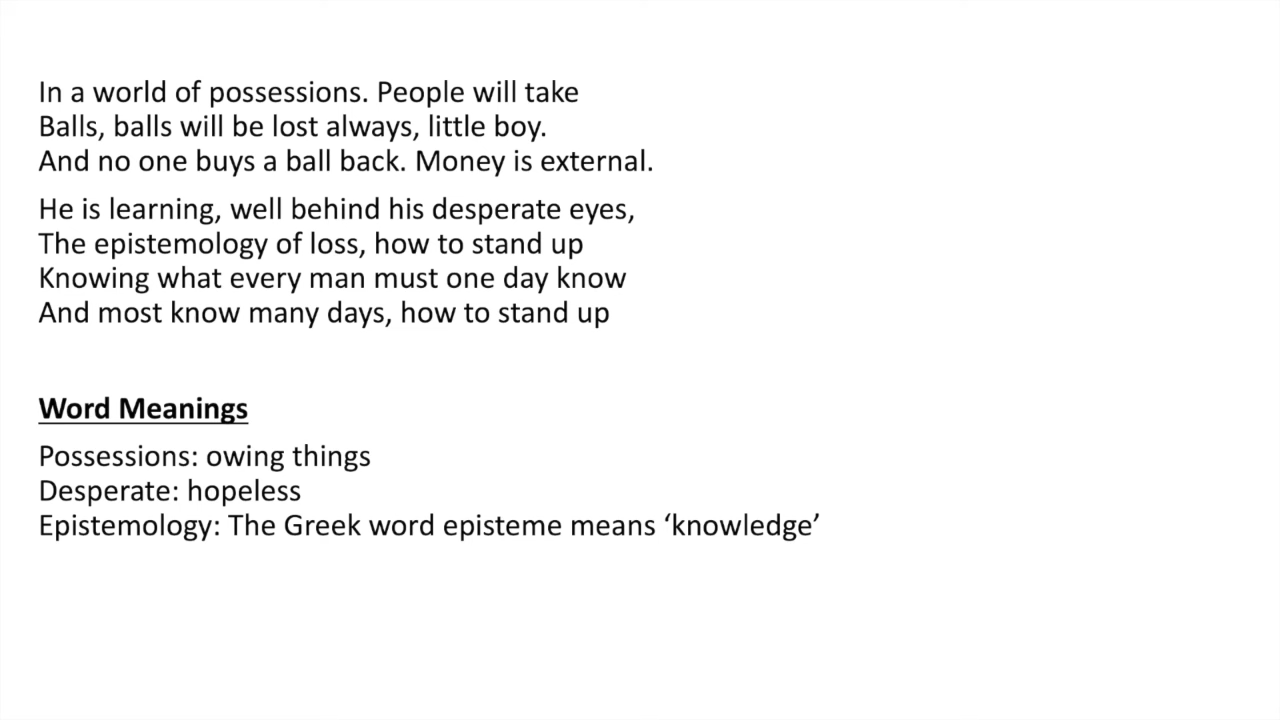 In a world of possessions. People will take
Balls, balls will be lost always, little boy.
And no one buys a ball back. Money is external.
He is learning, well behind his desperate eyes,
The epistemology of loss, how to stand up
Knowing what every man must one day know
And most know many days, how to stand up
Word Meanings
Possessions: owing things
Desperate: hopeless
Epistemology: The Greek word episteme means ‘knowledge’